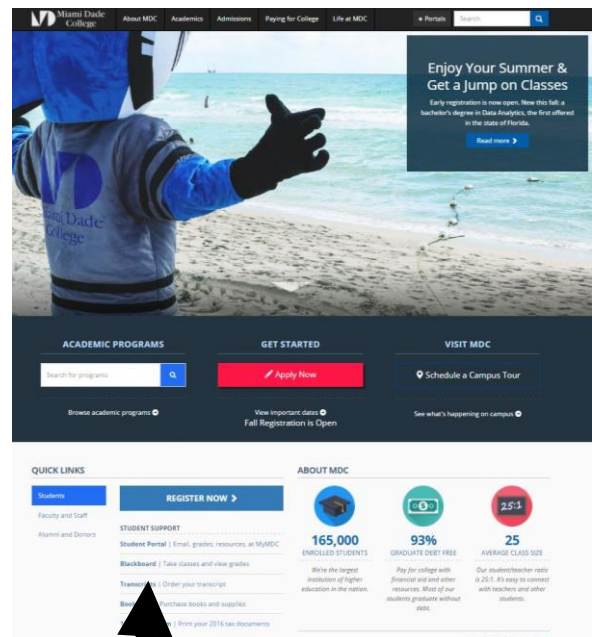 Miami Dade
College
About MDC
Academics
Admissions
Paying for College
Life at MDC
Portals
Search
Enjoy Your Summer &
Get a Jump on Classes
Early registration is now open. New this fall: a
bachelor's degree in Data Analytics, the first offered
in the state of Florida.
Read more
Miami Dade
College
ACADEMIC PROGRAMS
Search for programs
Browse academic programs
GET STARTED
Apply Now
View important dates
Fall Registration is Open
VISIT MDC
Schedule a Campus Tour
See what's happening on campus
QUICK LINKS
Students
Faculty and Staff
Alumni and Donors
REGISTER NOW
STUDENT SUPPORT
Student Portal | Email, grades, resources, at MyMDC
Blackboard | Take classes and view grades
Transcripts | Order your transcript
Purchase books and supplies
| Print your 2016 tax documents
ABOUT MDC
165,000
ENROLLED STUDENTS
We're the largest
institution of higher
education in the nation.
93%
GRADUATE DEBT FREE
Pay for college with
financial aid and other
resources. Most of our
students graduate without
debt.
25:1
25
AVERAGE CLASS SIZE
Our student/teacher ratio
is 25:1. It's easy to connect
with teachers and other
students.